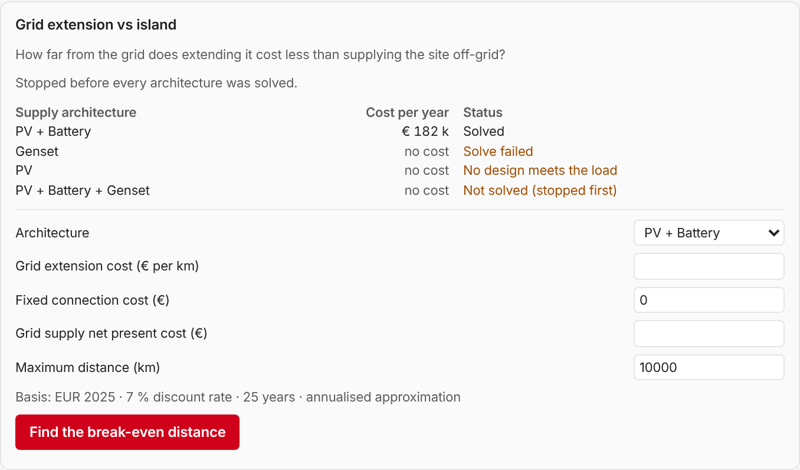 Grid extension vs island
How far from the grid does extending it cost less than supplying the site off-grid?
Stopped before every architecture was solved.
Supply architecture Cost per year Status
PV + Battery € 182 k Solved
Genset no cost Solve failed
PV no cost No design meets the load
PV + Battery + Genset no cost Not solved (stopped first)
Architecture PV + Battery
Grid extension cost (€ per km)
Fixed connection cost (€) 0
Grid supply net present cost (€)
Maximum distance (km) 10000
Basis: EUR 2025 · 7 % discount rate · 25 years · annualised approximation
Find the break-even distance